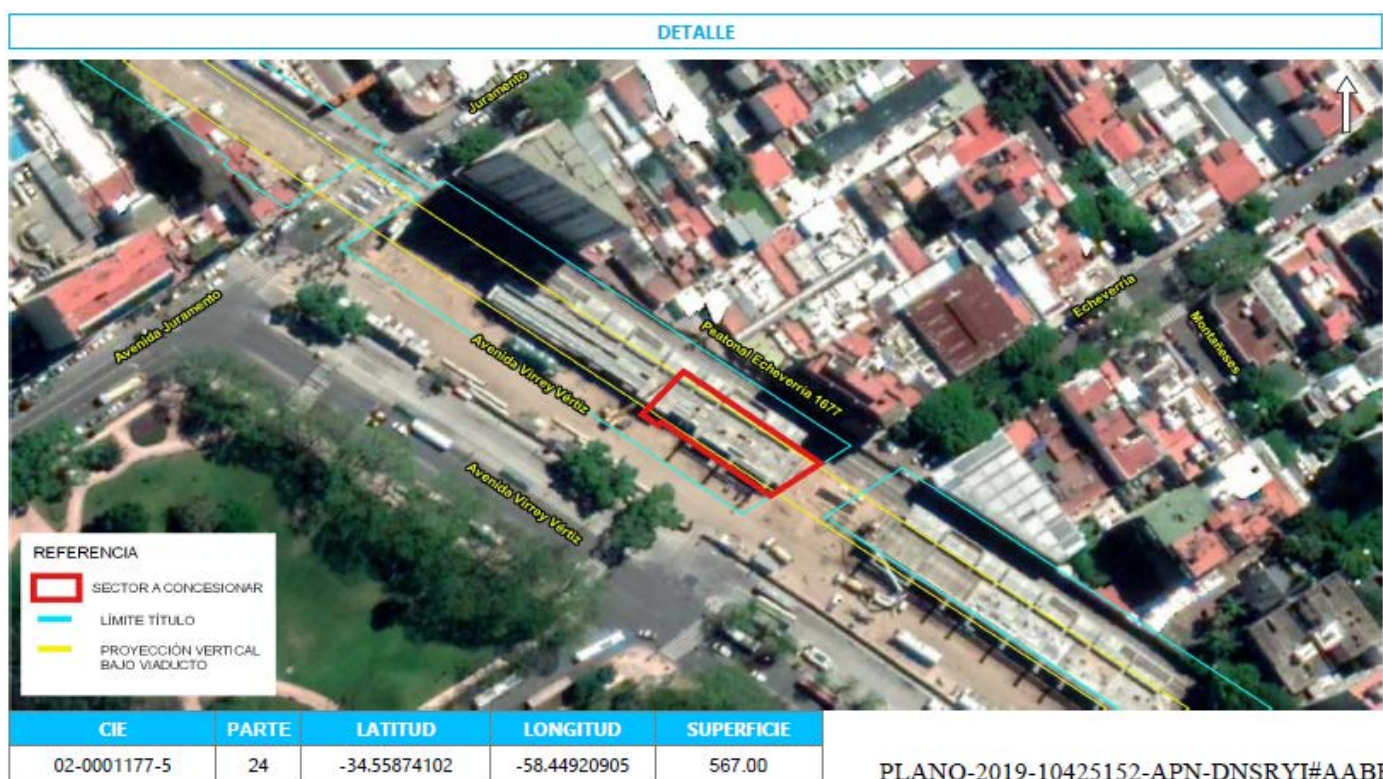 DETALLE
Juramento
Avenida Juramento
Echeverría
Montañeses
Peatonal Echeverría 1677
Avenida Virrey Vértiz
Avenida Virrey Vértiz
REFERENCIA
SECTOR A CONCESIONAR
LÍMITE TÍTULO
PROYECCIÓN VERTICAL
BAJO VIADUCTO
CIE PARTE LATITUD LONGITUD SUPERFICIE
02-0001177-5 24 -34.55874102 -58.44920905 567.00
PLANO-2019-10425152-APN-DNSRYI#AABE